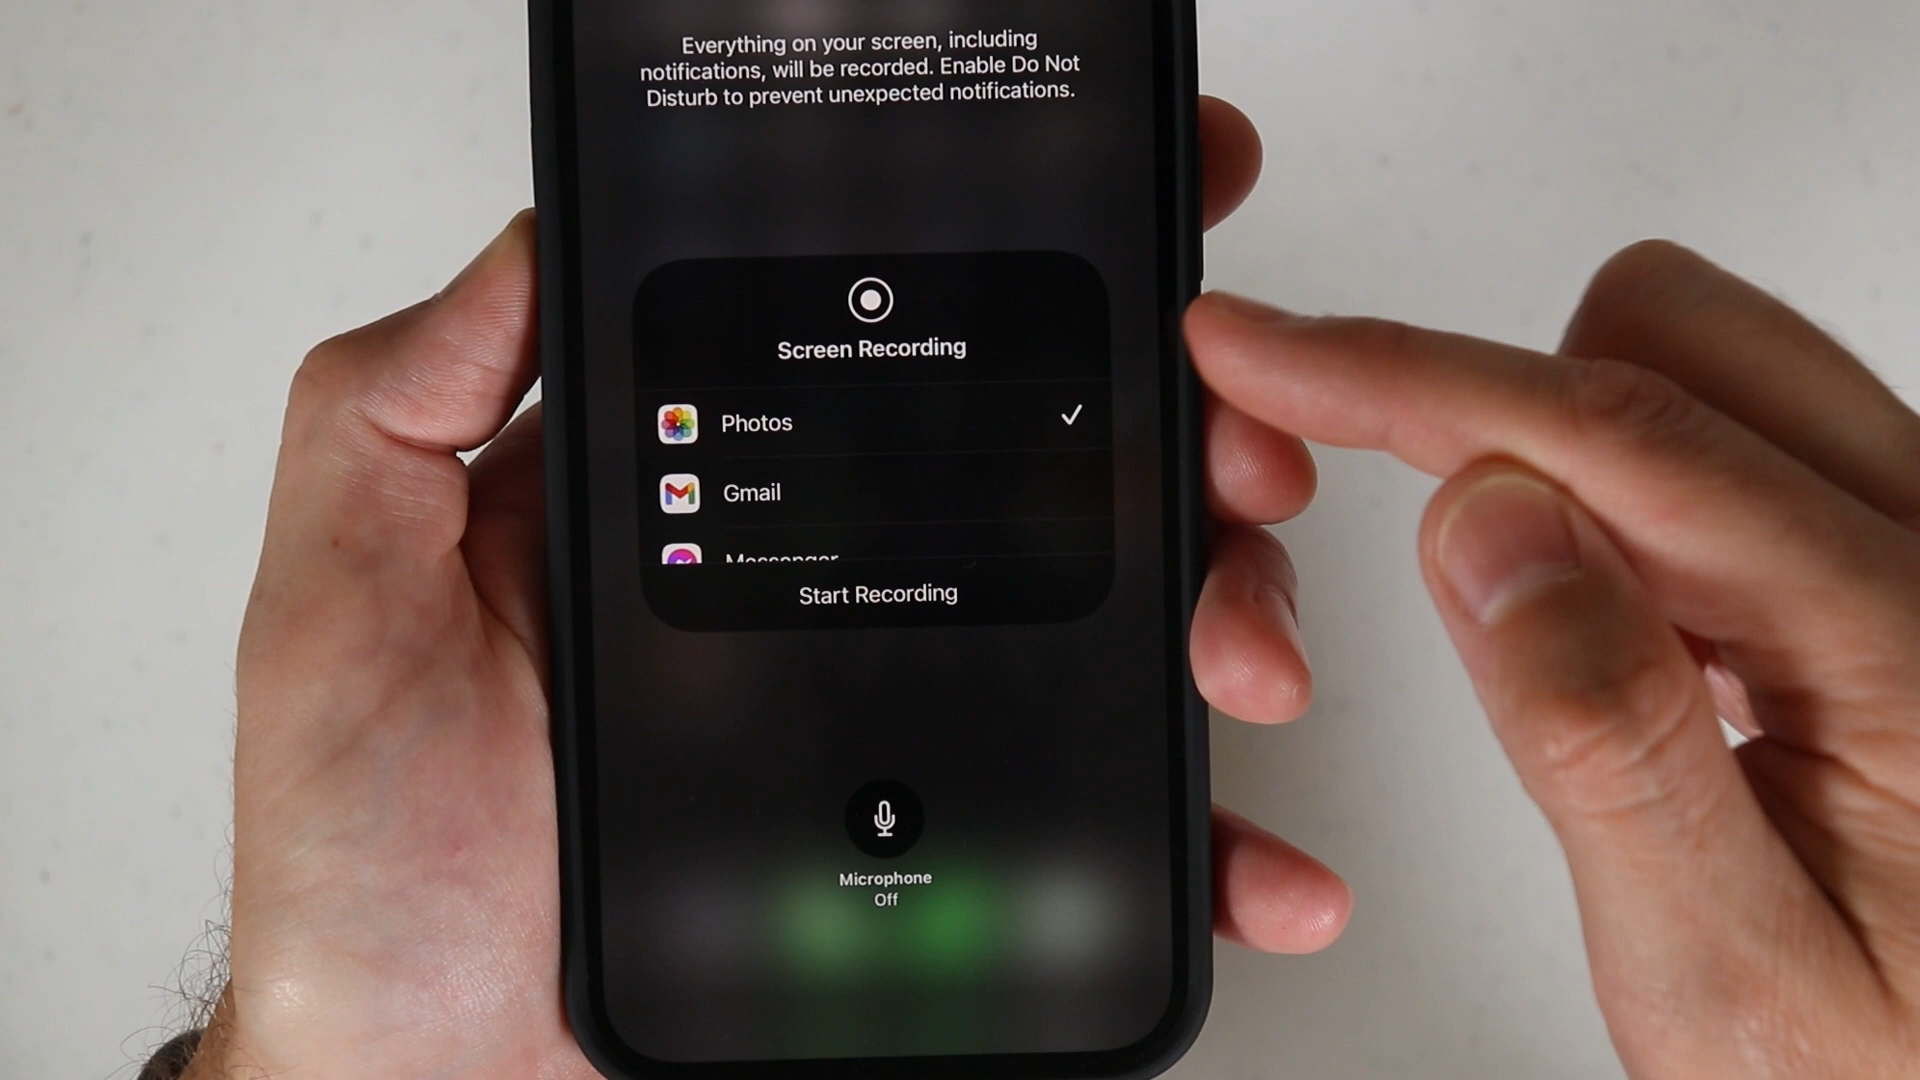 Everything on your screen, including
notifications, will be recorded. Enable Do Not
Disturb to prevent unexpected notifications.
Screen Recording
Photos
Gmail
Messenger
Start Recording
Microphone
Off